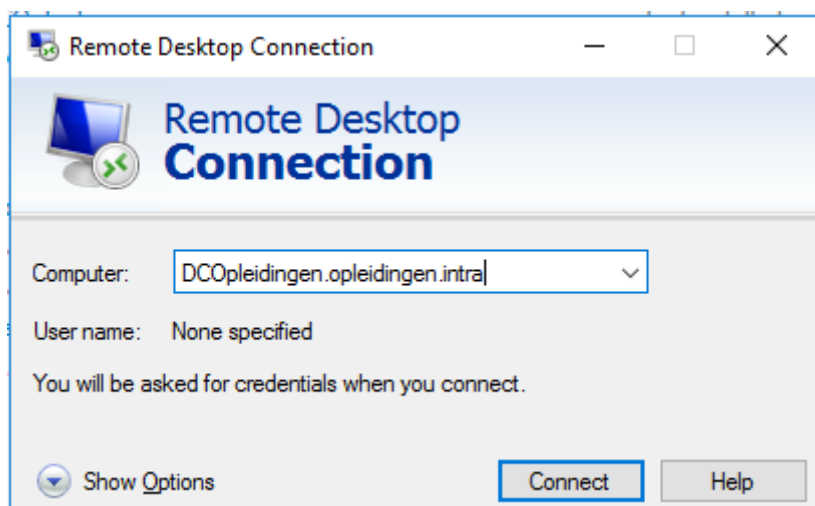 Remote Desktop Connection
Remote Desktop
Connection
Computer: DCOpleidingen.opleidingen.intra
User name: None specified
You will be asked for credentials when you connect.
Show Options Connect Help